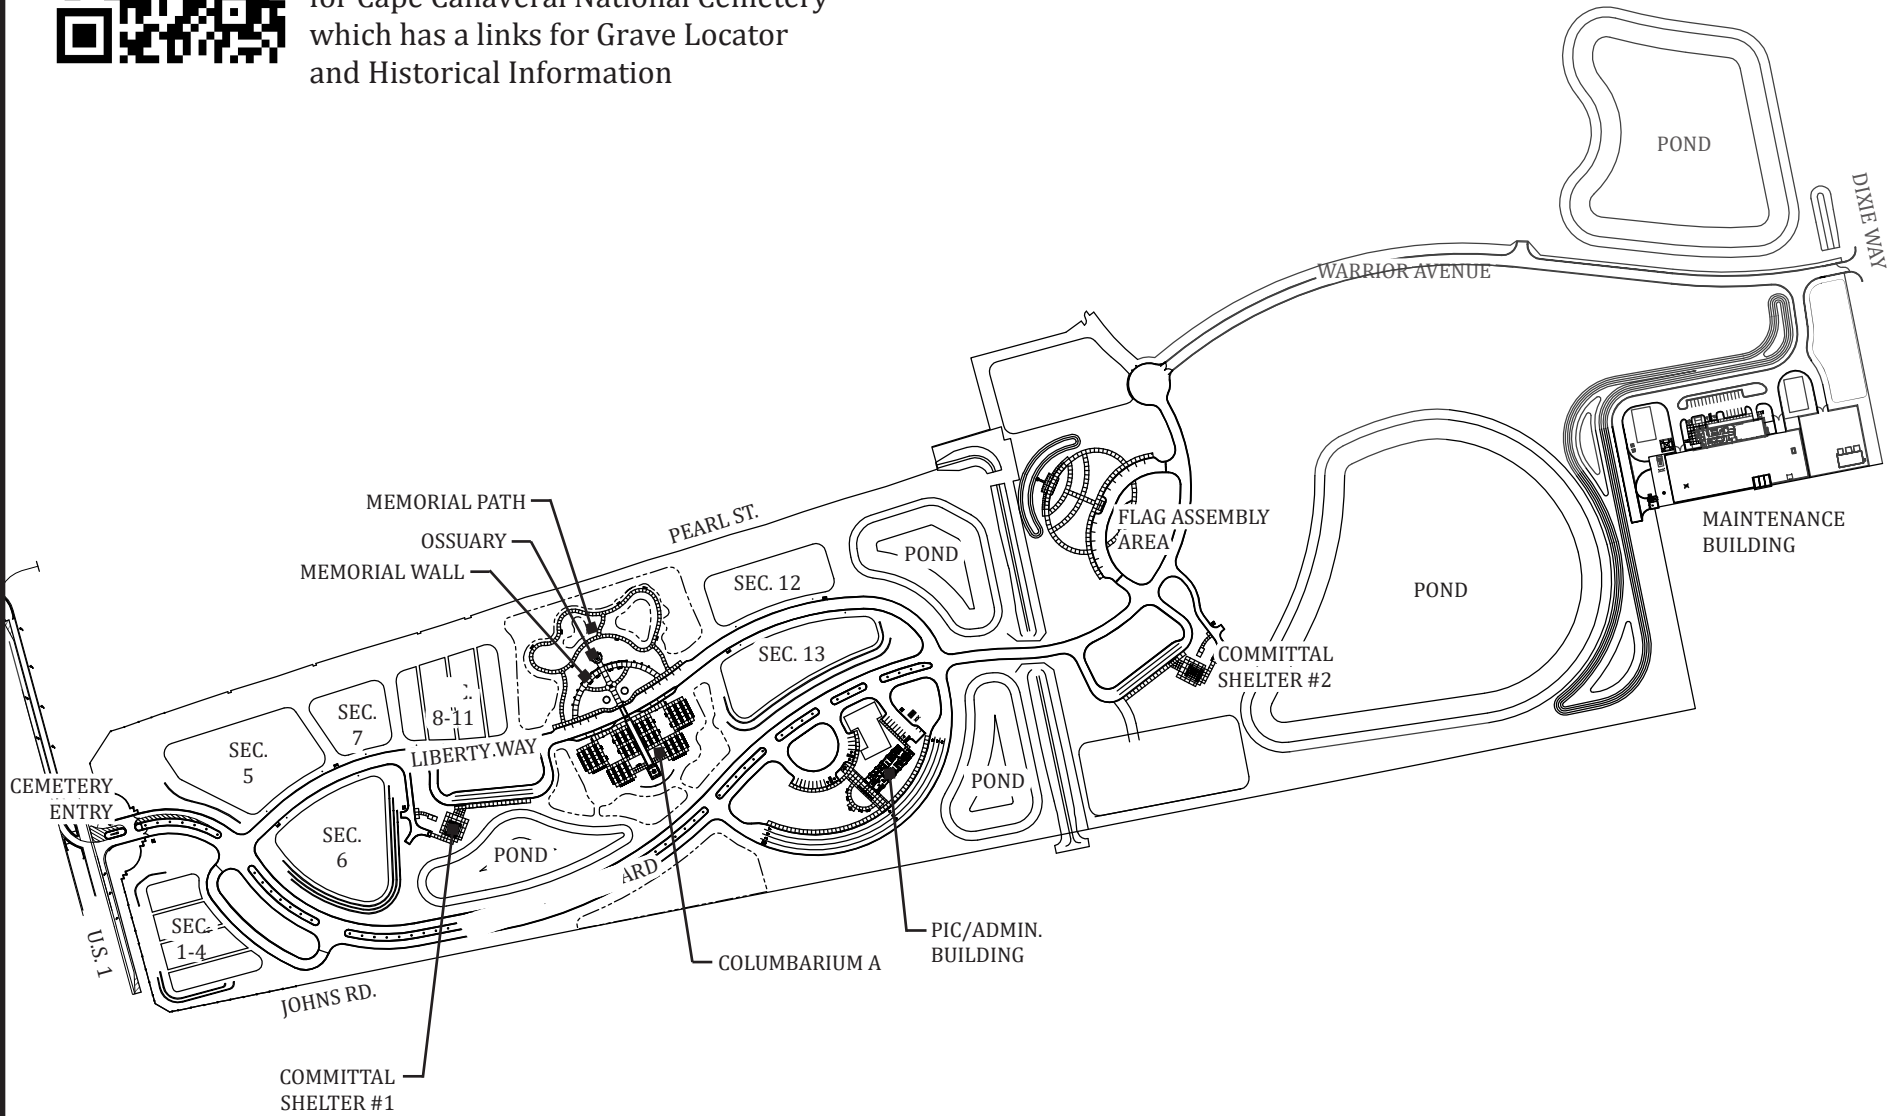 for Cape Canaveral National Cemetery
which has a links for Grave Locator
and Historical Information
POND
DIXIE WAY
WARRIOR AVENUE
MEMORIAL PATH
OSSUARY
MEMORIAL WALL
PEARL ST.
SEC. 12
POND
FLAG ASSEMBLY
AREA
MAINTENANCE
BUILDING
POND
SEC. 13
COMMITTAL
SHELTER #2
SEC.
7
8-11
LIBERTY WAY
SEC.
5
CEMETERY
ENTRY
SEC.
6
POND
POND
ARD
SEC.
1-4
U.S. 1
JOHNS RD.
PIC/ADMIN.
BUILDING
COLUMBARIUM A
COMMITTAL
SHELTER #1